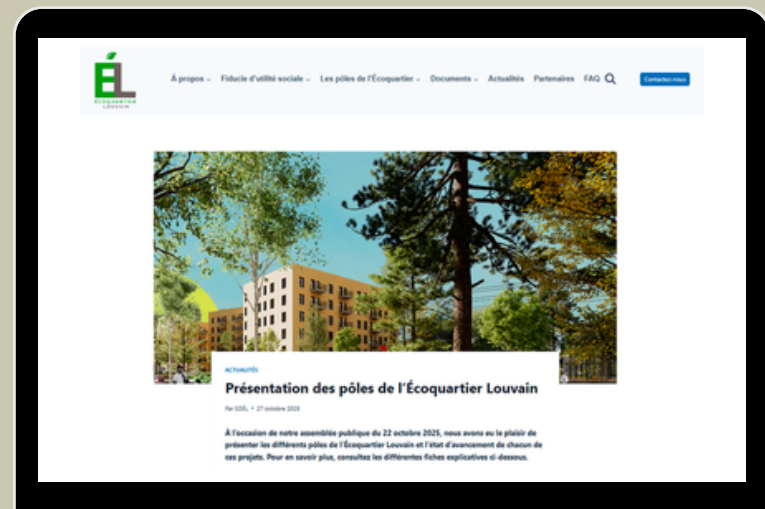 ÉL
ÉCOQUARTIER
LOUVAIN
À propos Fiducie d'utilité sociale Les pôles de l'Écoquartier Documents Actualités Partenaires FAQ Contactez-nous
ACTUALITÉS
Présentation des pôles de l'Écoquartier Louvain
Par SDÉL • 27 octobre 2025
À l'occasion de notre assemblée publique du 22 octobre 2025, nous avons eu le plaisir de
présenter les différents pôles de l'Écoquartier Louvain et l'état d'avancement de chacun de
ces projets. Pour en savoir plus, consultez les différentes fiches explicatives ci-dessous.